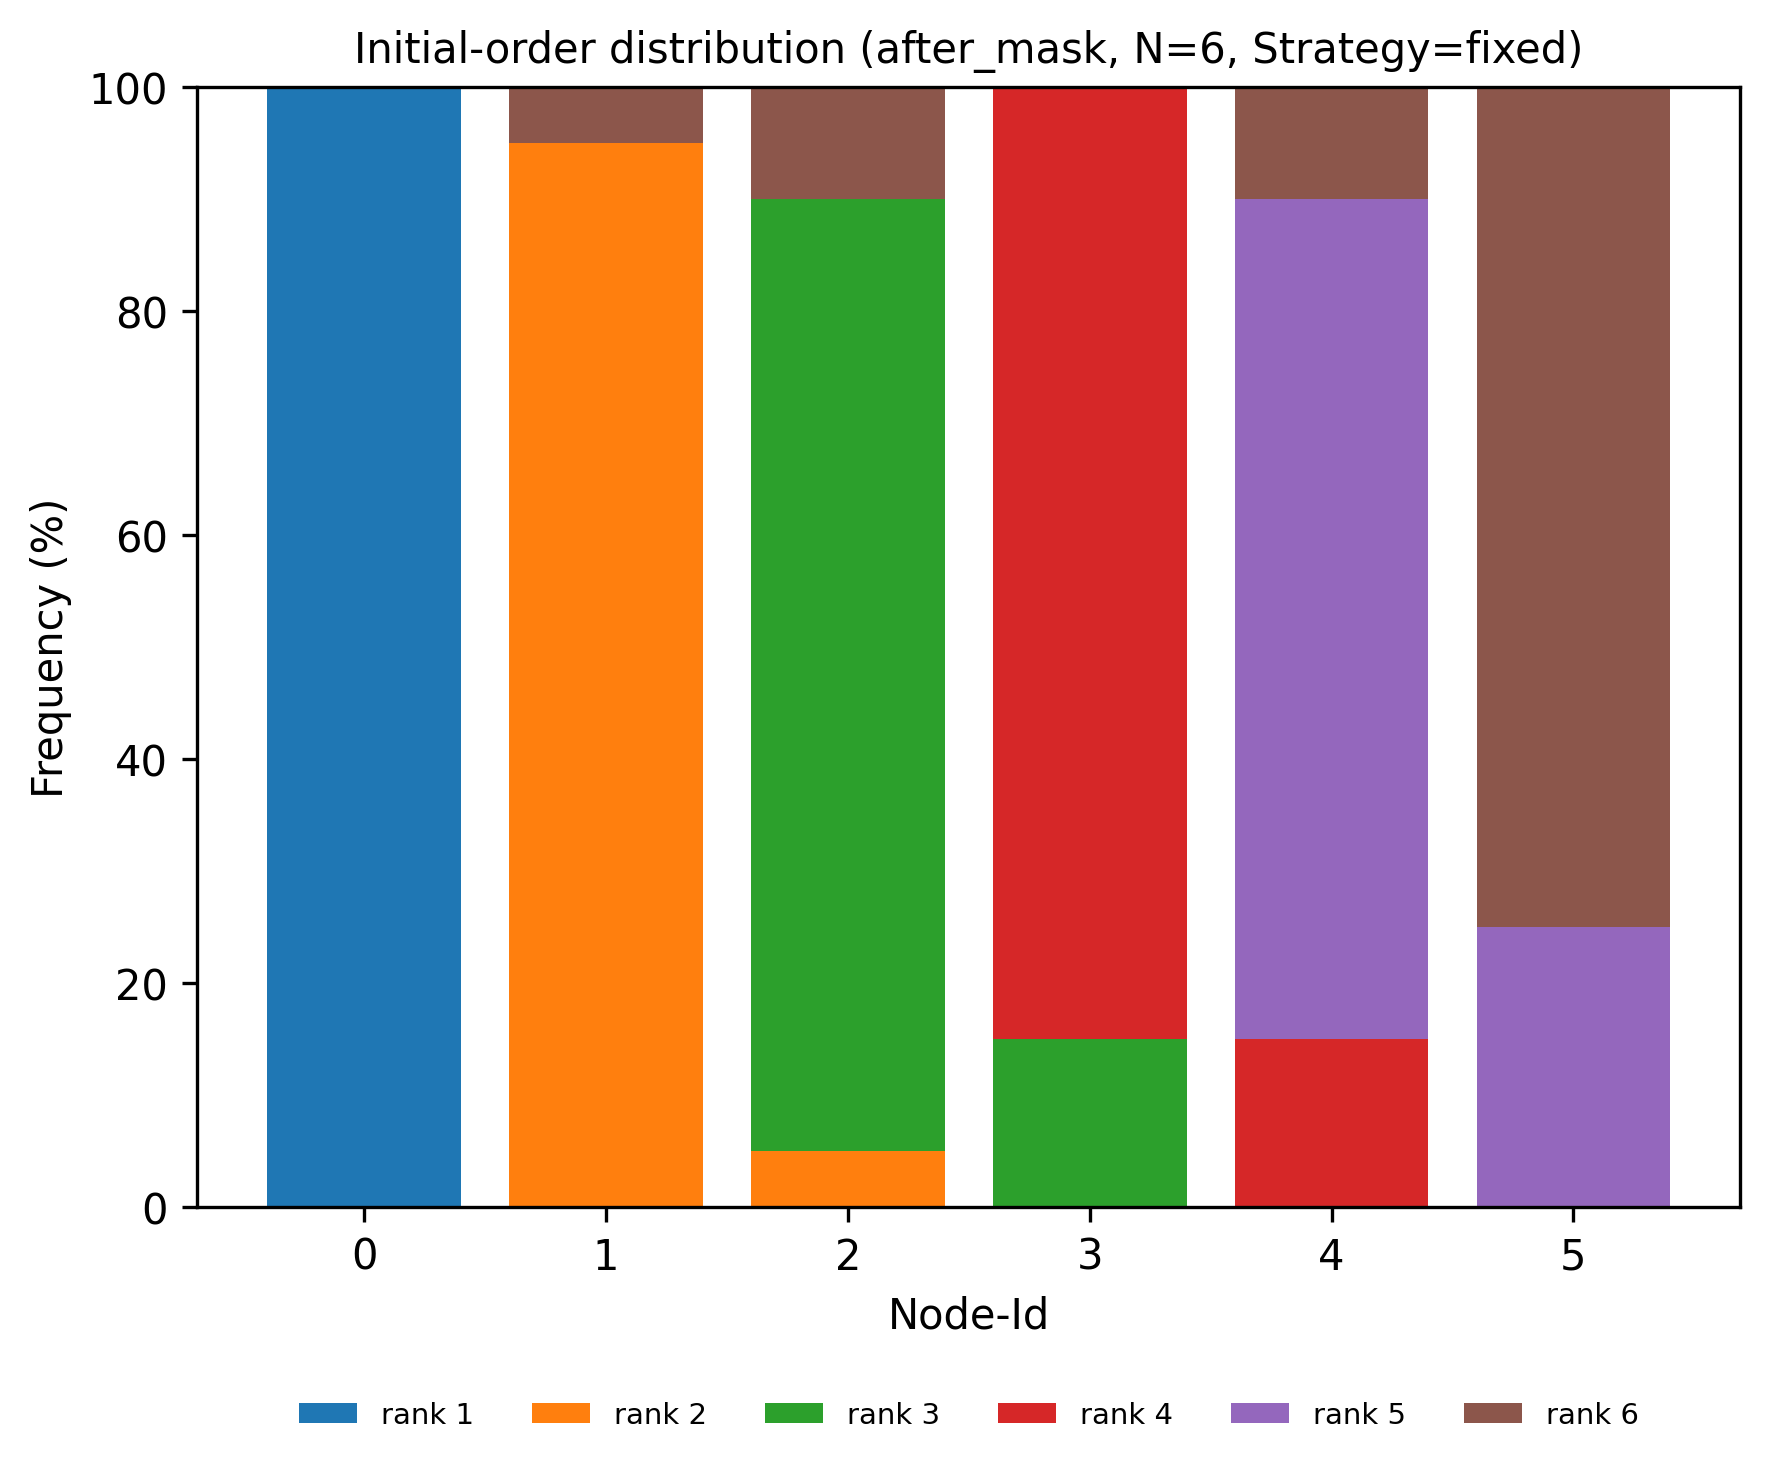 Initial-order distribution (after_mask, N=6, Strategy=fixed)
100
80
60
40
20
0
Frequency (%)
0 1 2 3 4 5
Node-Id
rank 1 rank 2 rank 3 rank 4 rank 5 rank 6